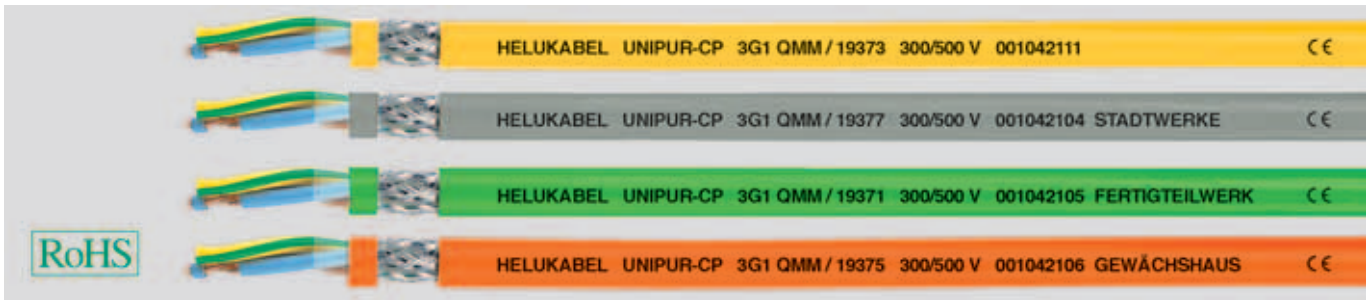 HELUKABEL UNIPUR-CP 3G1 QMM / 19373 300/500 V 001042111 CE
HELUKABEL UNIPUR-CP 3G1 QMM / 19377 300/500 V 001042104 STADTWERKE CE
HELUKABEL UNIPUR-CP 3G1 QMM / 19371 300/500 V 001042105 FERTIGTEILWERK CE
RoHS
HELUKABEL UNIPUR-CP 3G1 QMM / 19375 300/500 V 001042106 GEWÄCHSHAUS CE